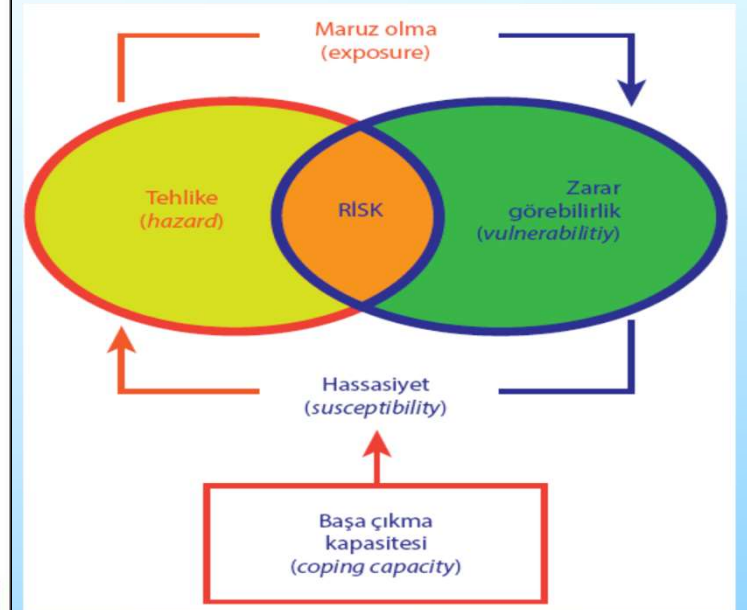 Maruz olma
(exposure)
Tehlike
(hazard)
RİSK
Zarar
görebilirlik
(vulnerabilitiy)
Hassasiyet
(susceptibility)
Başa çıkma
kapasitesi
(coping capacity)